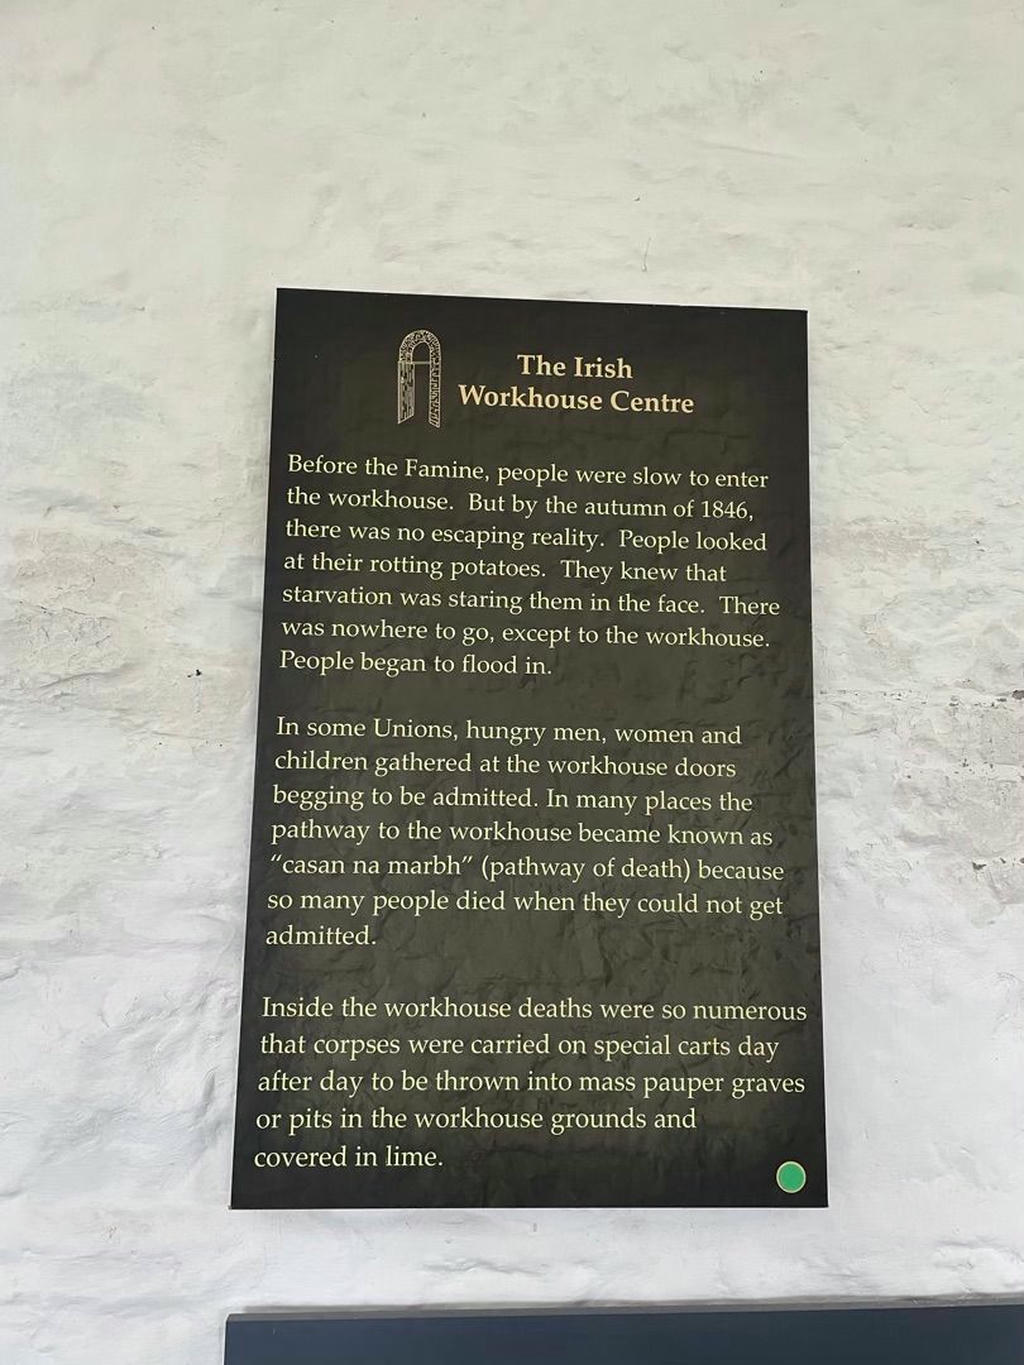 The Irish
Workhouse Centre
Before the Famine, people were slow to enter
the workhouse. But by the autumn of 1846,
there was no escaping reality. People looked
at their rotting potatoes. They knew that
starvation was staring them in the face. There
was nowhere to go, except to the workhouse.
People began to flood in.
In some Unions, hungry men, women and
children gathered at the workhouse doors
begging to be admitted. In many places the
pathway to the workhouse became known as
“casan na marbh” (pathway of death) because
so many people died when they could not get
admitted.
Inside the workhouse deaths were so numerous
that corpses were carried on special carts day
after day to be thrown into mass pauper graves
or pits in the workhouse grounds and
covered in lime.